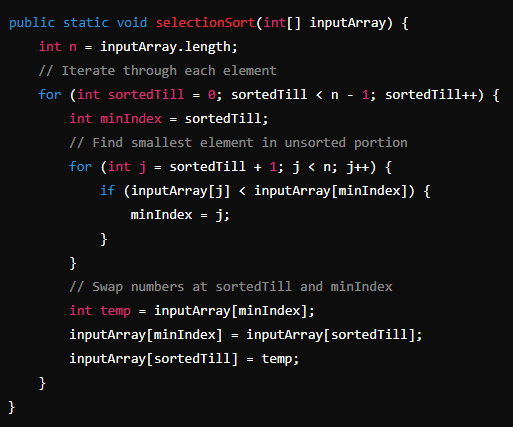 public static void selectionSort(int[] inputArray) {
    int n = inputArray.length;
    // Iterate through each element
    for (int sortedTill = 0; sortedTill < n - 1; sortedTill++) {
        int minIndex = sortedTill;
        // Find smallest element in unsorted portion
        for (int j = sortedTill + 1; j < n; j++) {
            if (inputArray[j] < inputArray[minIndex]) {
                minIndex = j;
            }
        }
        // Swap numbers at sortedTill and minIndex
        int temp = inputArray[minIndex];
        inputArray[minIndex] = inputArray[sortedTill];
        inputArray[sortedTill] = temp;
    }
}